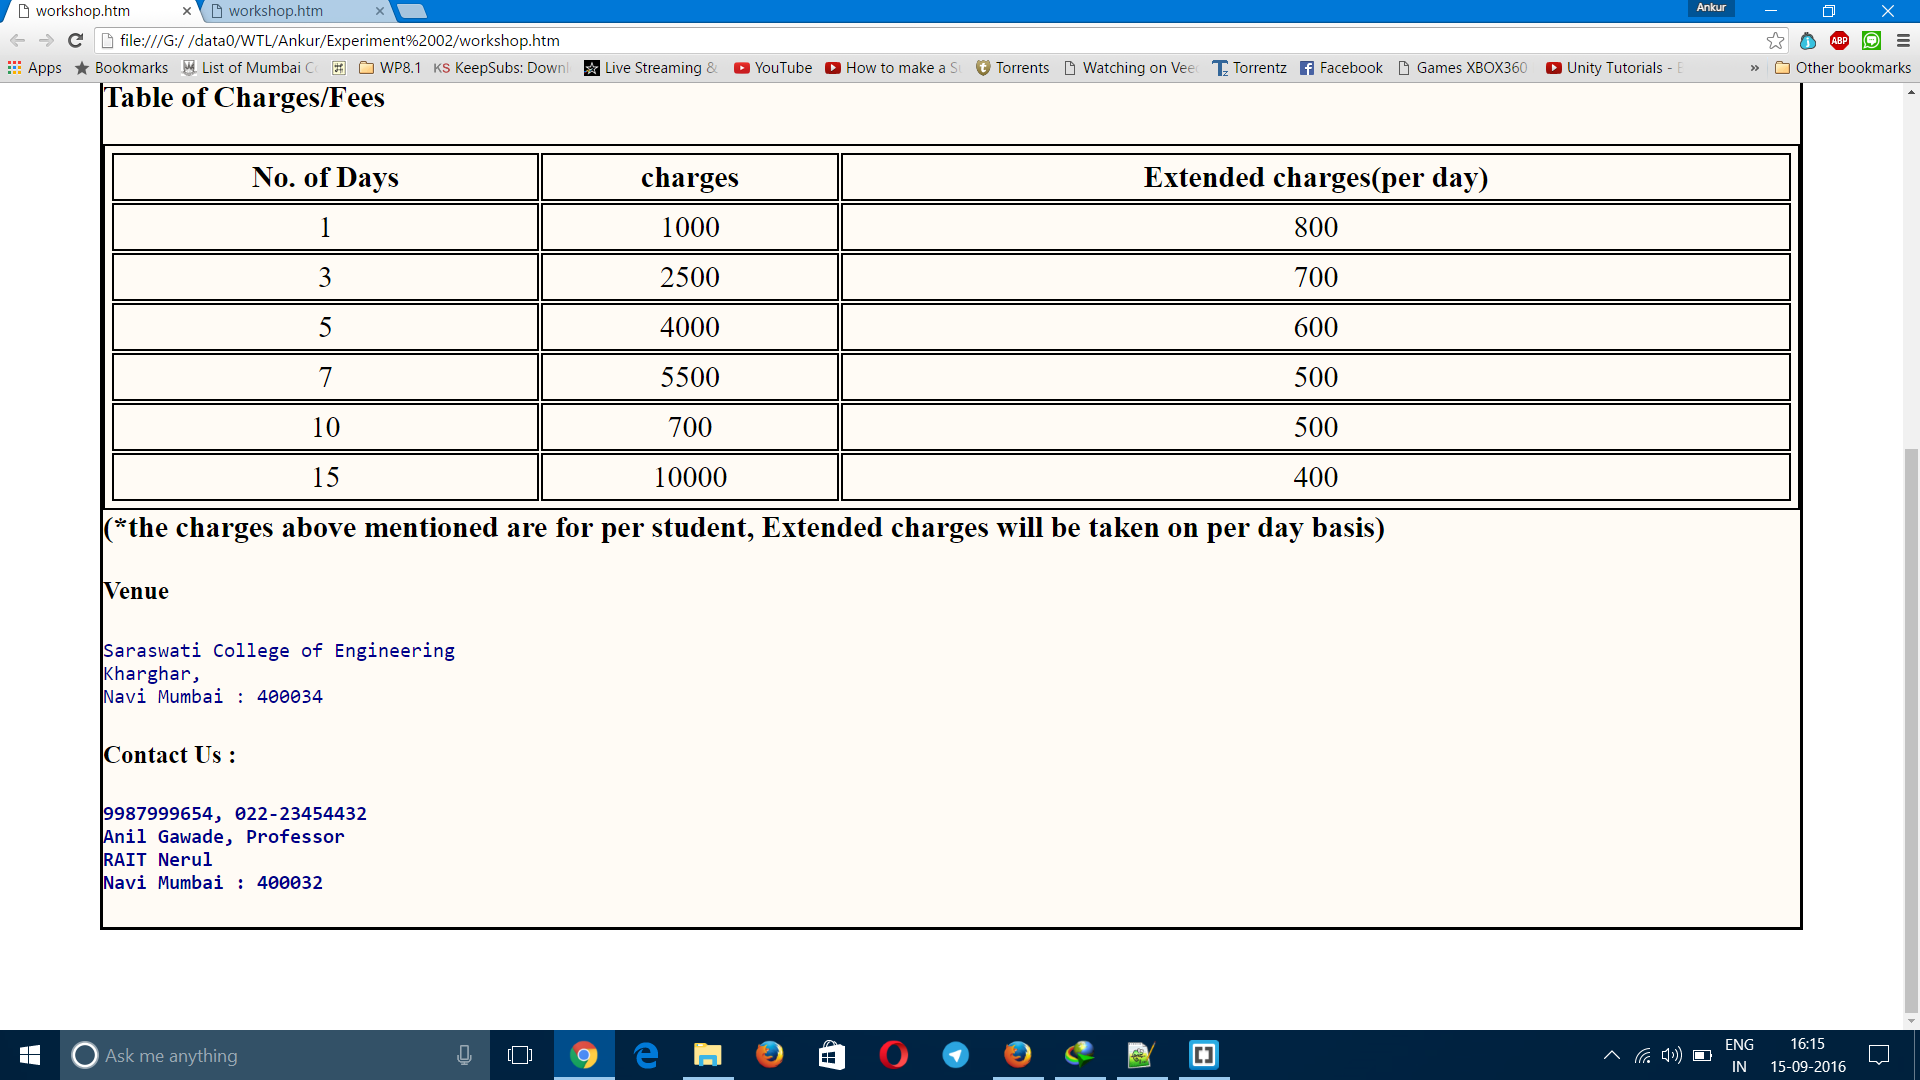 workshop.htm
workshop.htm
Ankur
file:///G:/ /data0/WTL/Ankur/Experiment%2002/workshop.htm
ABP
Apps Bookmarks List of Mumbai C WP8.1 KS KeepSubs: Downl Live Streaming & YouTube How to make a S Torrents Watching on Vee Torrentz Facebook Games XBOX360 Unity Tutorials - » Other bookmarks
Table of Charges/Fees
No. of Days charges Extended charges(per day)
1 1000 800
3 2500 700
5 4000 600
7 5500 500
10 700 500
15 10000 400
(*the charges above mentioned are for per student, Extended charges will be taken on per day basis)
Venue
Saraswati College of Engineering
Kharghar,
Navi Mumbai : 400034
Contact Us :
9987999654, 022-23454432
Anil Gawade, Professor
RAIT Nerul
Navi Mumbai : 400032
Ask me anything
ENG
IN
16:15
15-09-2016